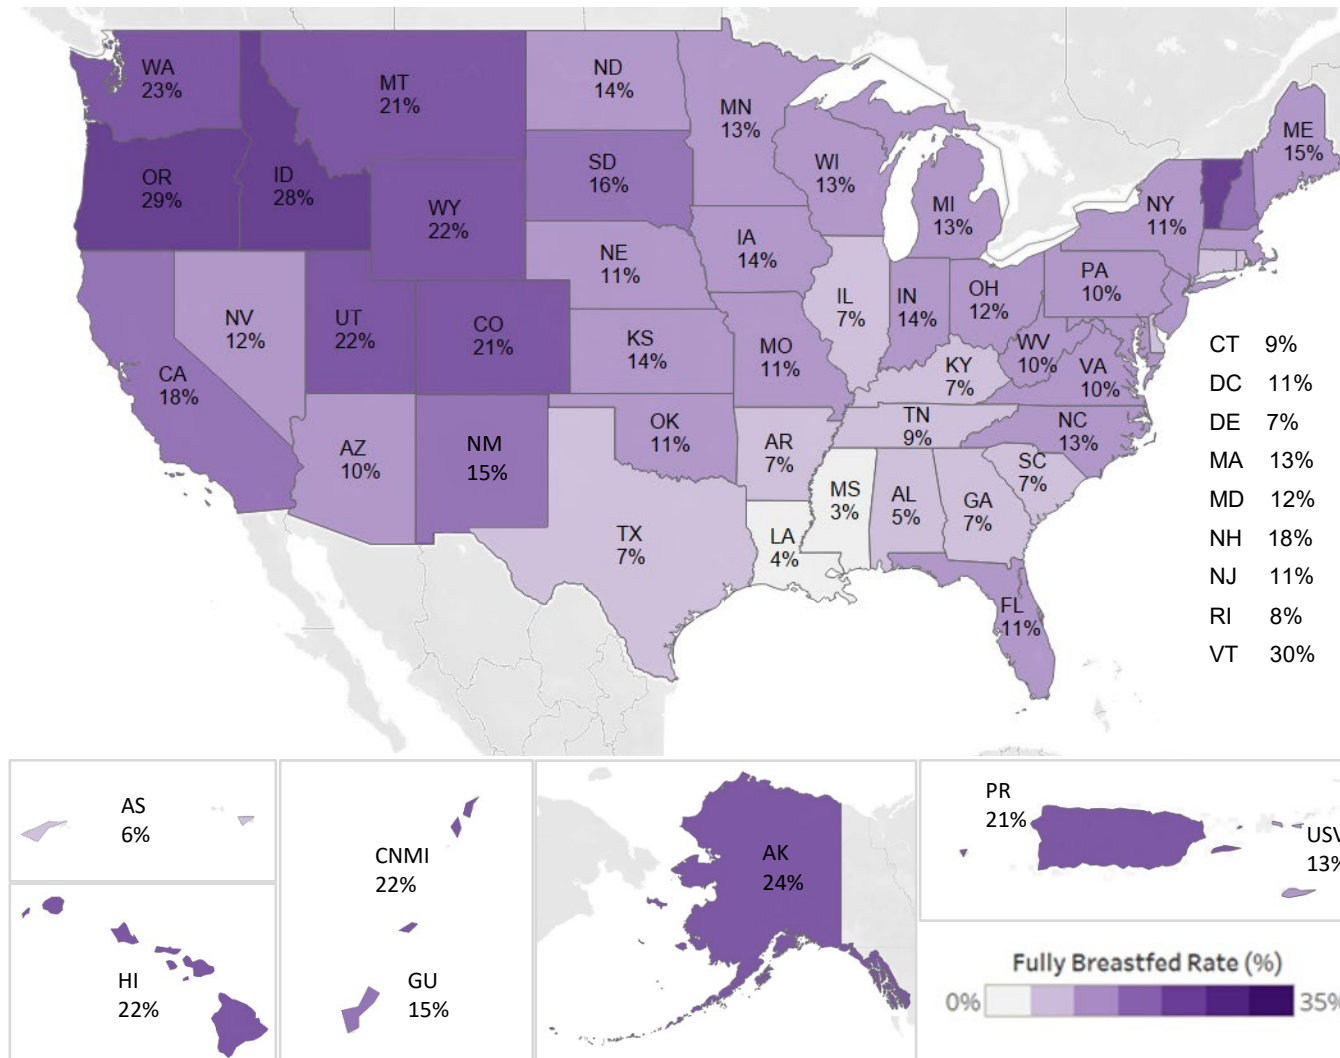 WA
23%
MT
21%
ND
14%
MN
13%
ME
15%
OR
29%
ID
28%
WY
22%
SD
16%
WI
13%
MI
13%
NY
11%
NE
11%
IA
14%
PA
10%
NV
12%
UT
22%
CO
21%
KS
14%
MO
11%
IL
7%
IN
14%
OH
12%
WV
10%
VA
10%
KY
7%
CA
18%
AZ
10%
NM
15%
OK
11%
AR
7%
TN
9%
NC
13%
SC
7%
MS
3%
AL
5%
GA
7%
TX
7%
LA
4%
FL
11%
CT 9%
DC 11%
DE 7%
MA 13%
MD 12%
NH 18%
NJ 11%
RI 8%
VT 30%
AS
6%
HI
22%
CNMI
22%
GU
15%
AK
24%
PR
21%
USV
13%
Fully Breastfed Rate (%)
0% 35%